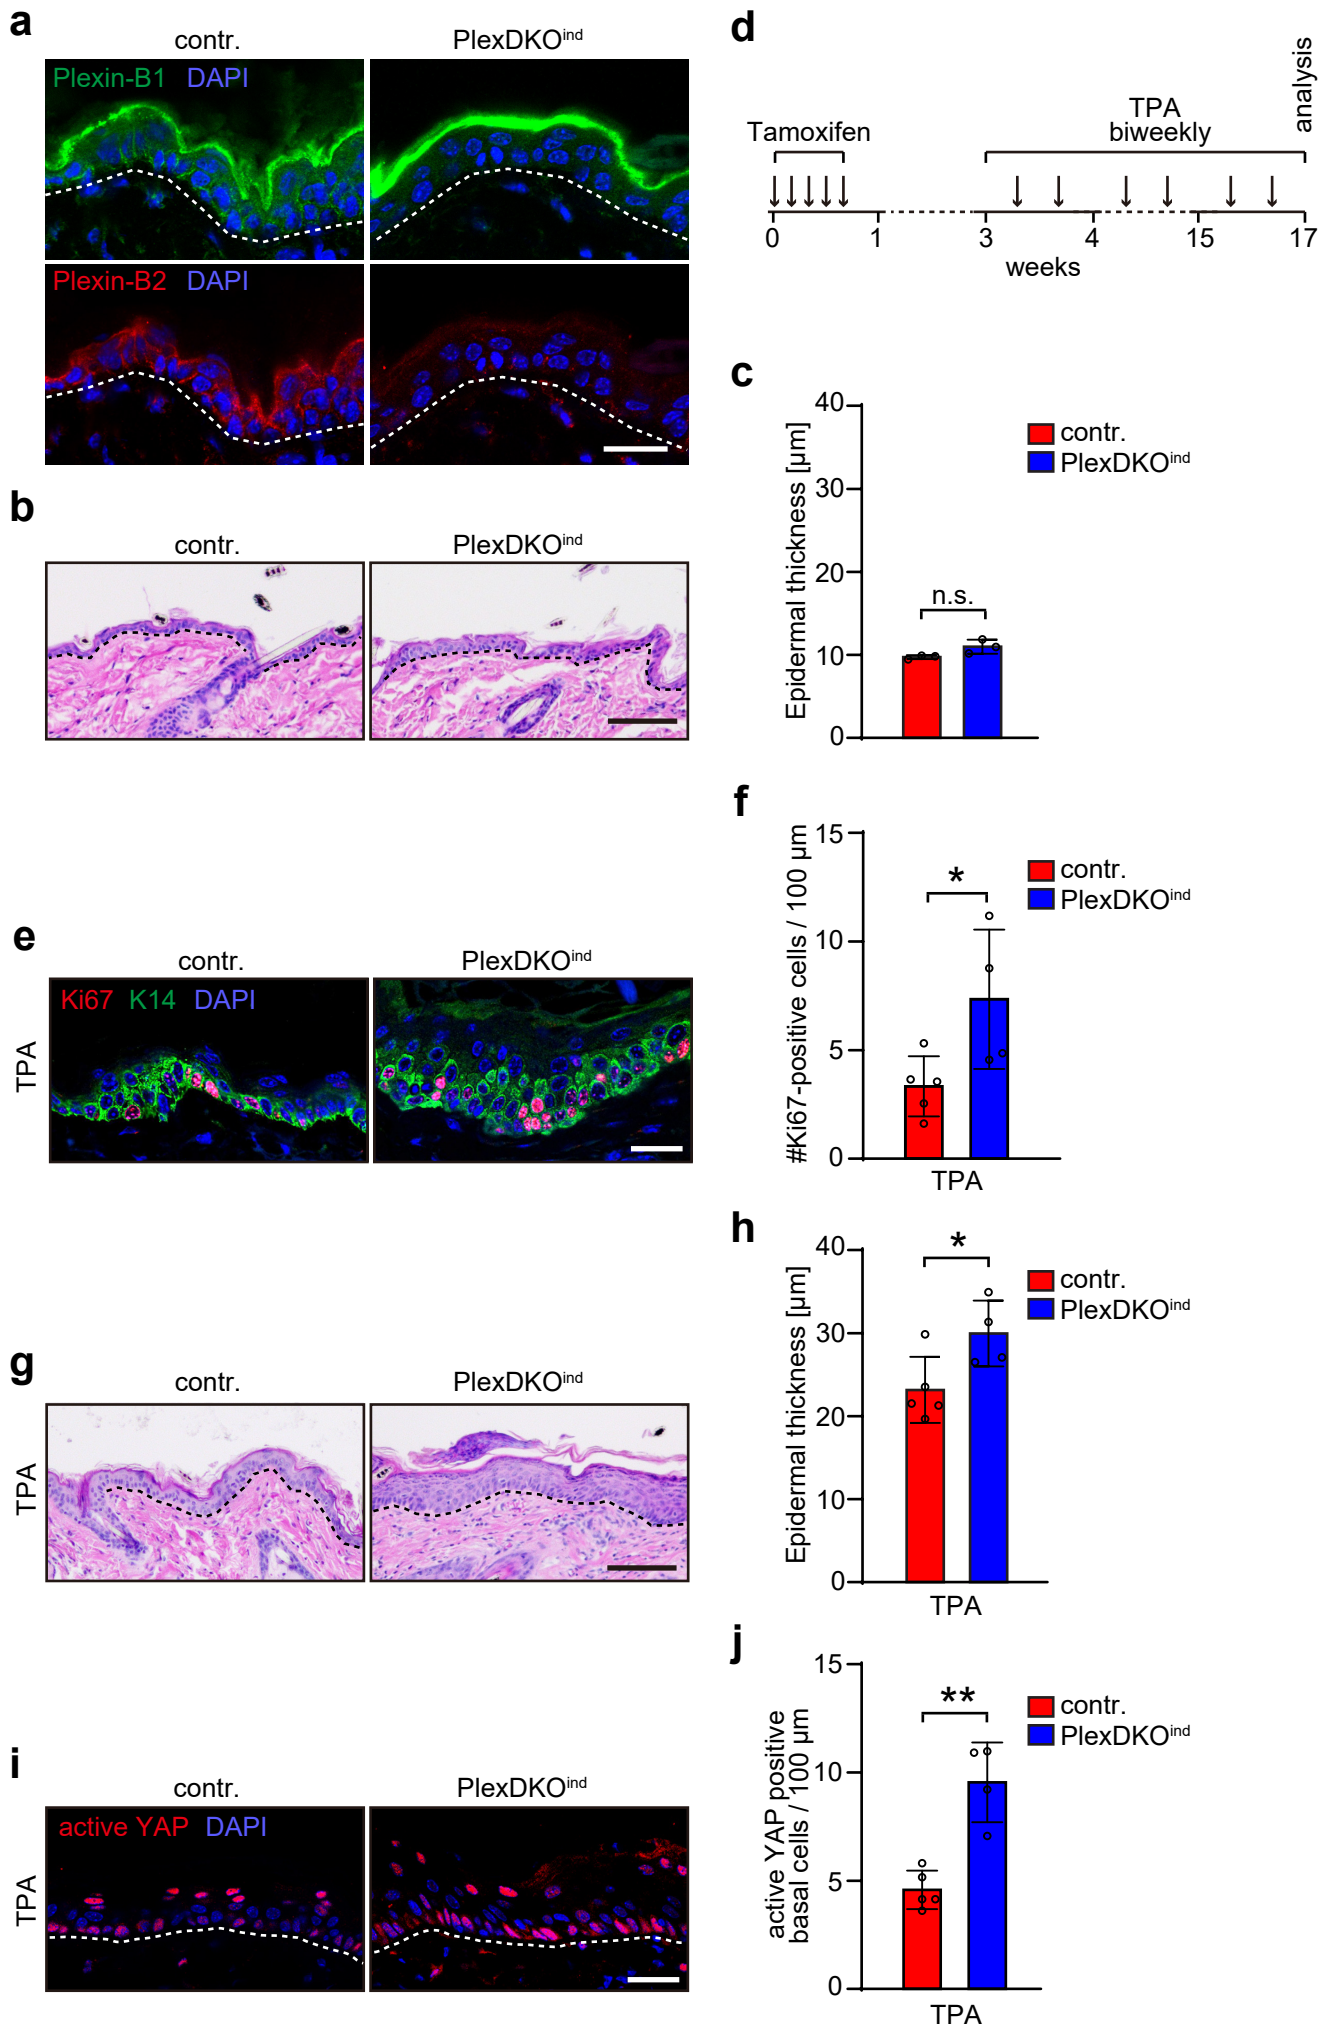 a
contr.
PlexDKOind
Plexin-B1 DAPI
Plexin-B2 DAPI
b
contr.
PlexDKOind
d
Tamoxifen
TPA
biweekly
analysis
0 1 3 4 15 17
weeks
c
Epidermal thickness [µm]
40
30
20
10
0
n.s.
contr.
PlexDKOind
e
contr.
PlexDKOind
TPA
Ki67 K14 DAPI
f
#Ki67-positive cells / 100 µm
15
10
5
0
*
TPA
contr.
PlexDKOind
g
contr.
PlexDKOind
TPA
h
Epidermal thickness [µm]
40
30
20
10
0
*
TPA
contr.
PlexDKOind
i
contr.
PlexDKOind
TPA
active YAP DAPI
j
active YAP positive
basal cells / 100 µm
15
10
5
0
**
TPA
contr.
PlexDKOind